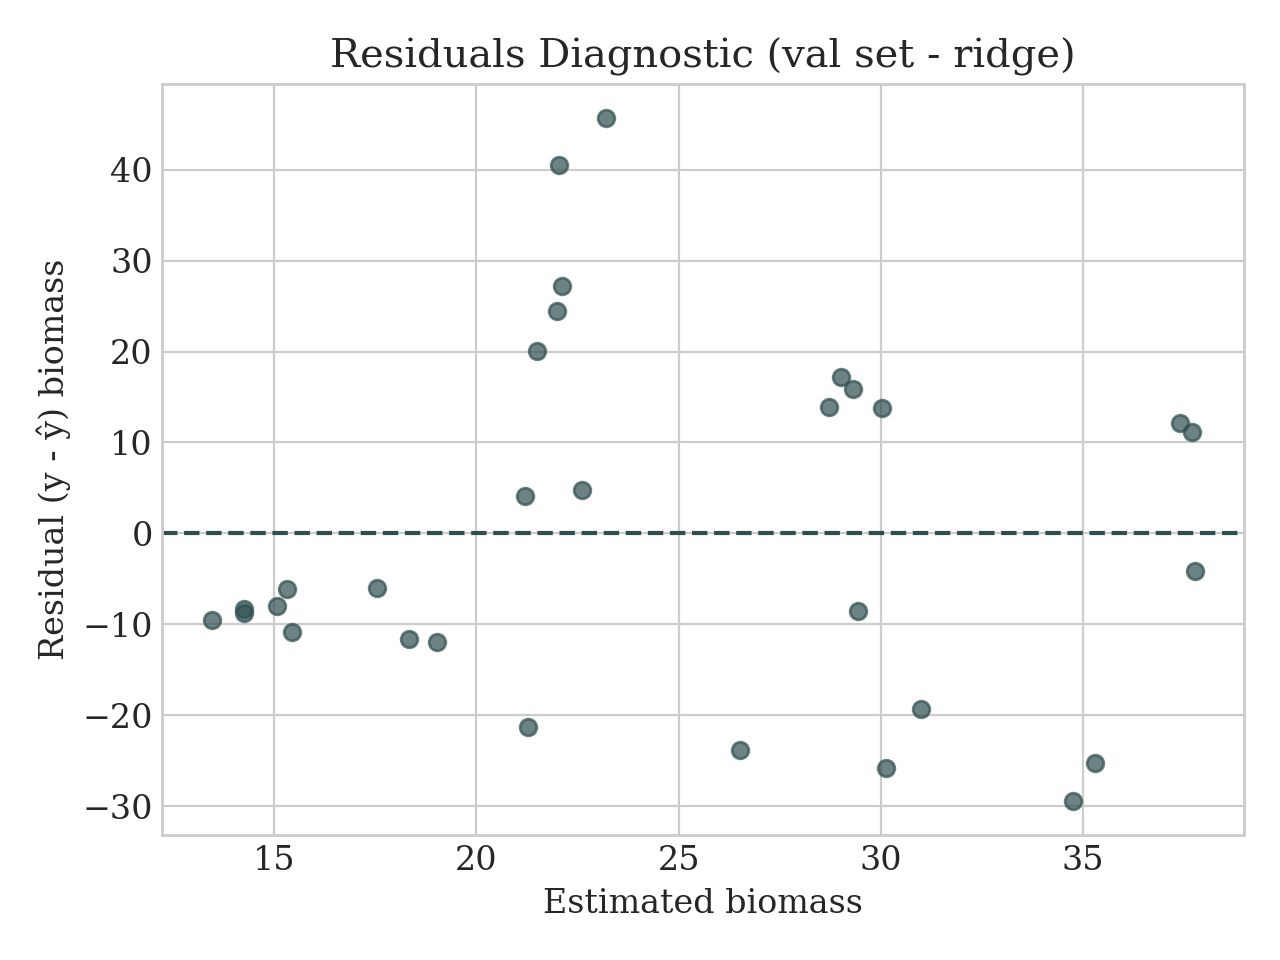 Residuals Diagnostic (val set - ridge)
Residual (y - ŷ) biomass
40
30
20
10
0
−10
−20
−30
15 20 25 30 35
Estimated biomass